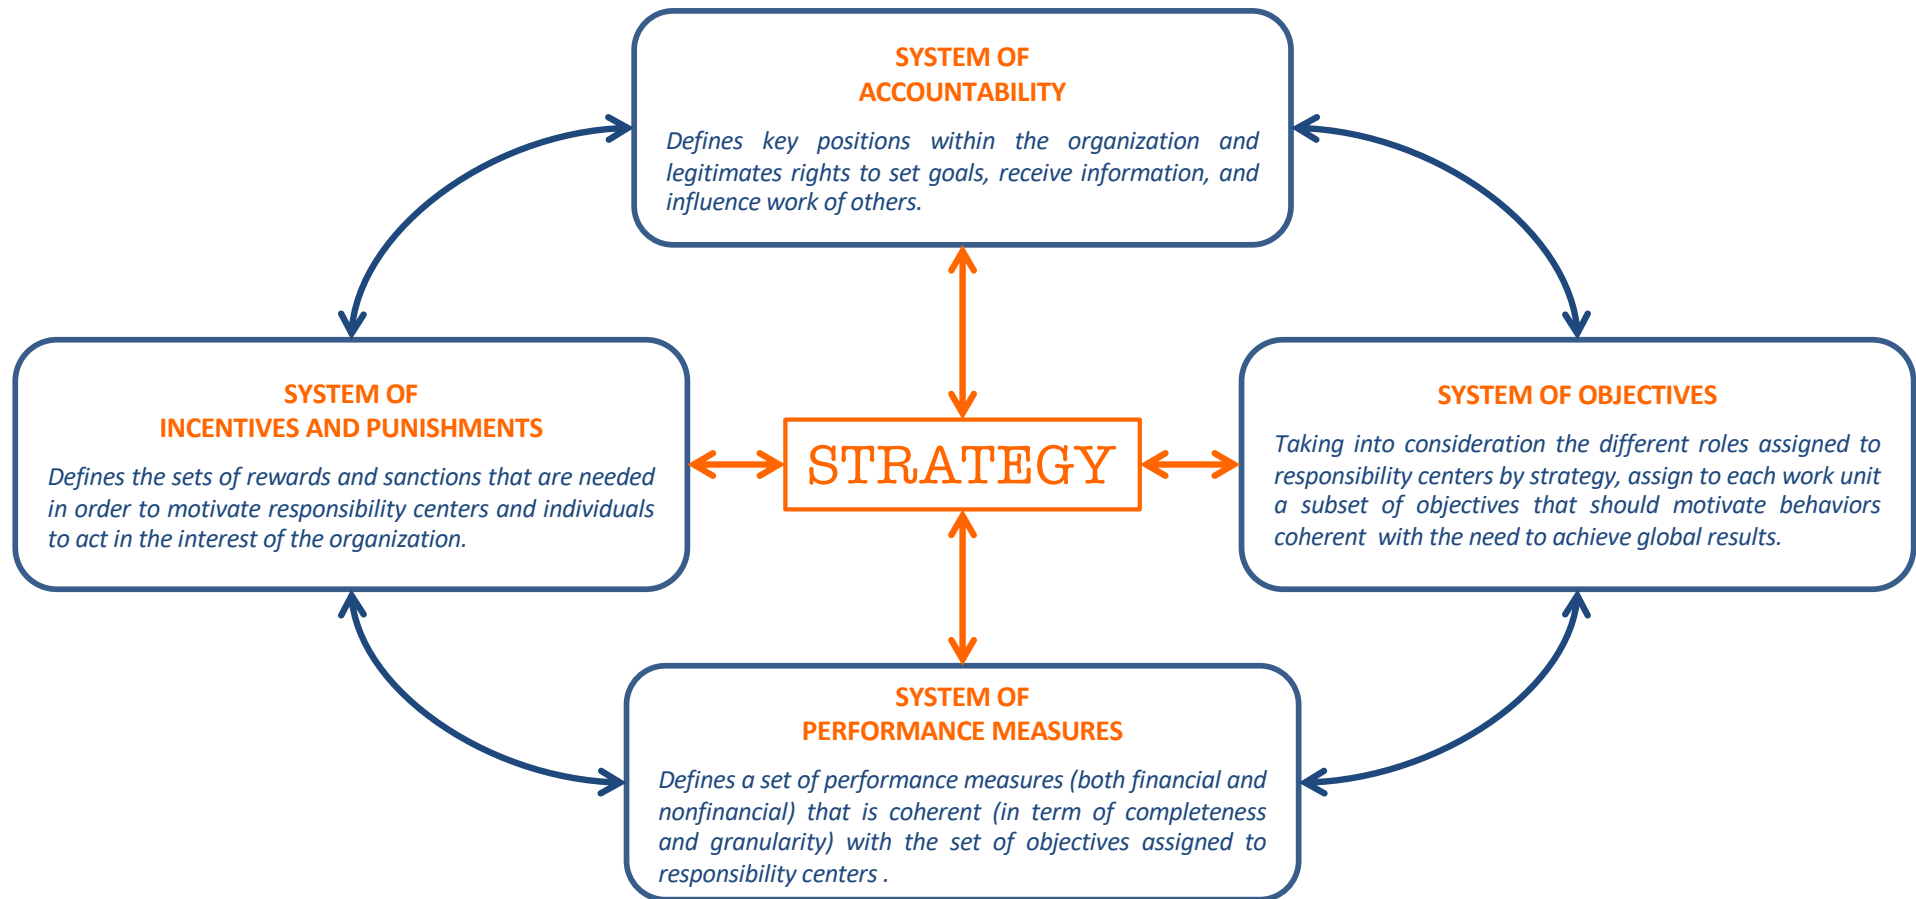 SYSTEM OF
ACCOUNTABILITY
Defines key positions within the organization and
legitimates rights to set goals, receive information, and
influence work of others.
SYSTEM OF
INCENTIVES AND PUNISHMENTS
Defines the sets of rewards and sanctions that are needed
in order to motivate responsibility centers and individuals
to act in the interest of the organization.
STRATEGY
SYSTEM OF OBJECTIVES
Taking into consideration the different roles assigned to
responsibility centers by strategy, assign to each work unit
a subset of objectives that should motivate behaviors
coherent with the need to achieve global results.
SYSTEM OF
PERFORMANCE MEASURES
Defines a set of performance measures (both financial and
nonfinancial) that is coherent (in term of completeness
and granularity) with the set of objectives assigned to
responsibility centers .